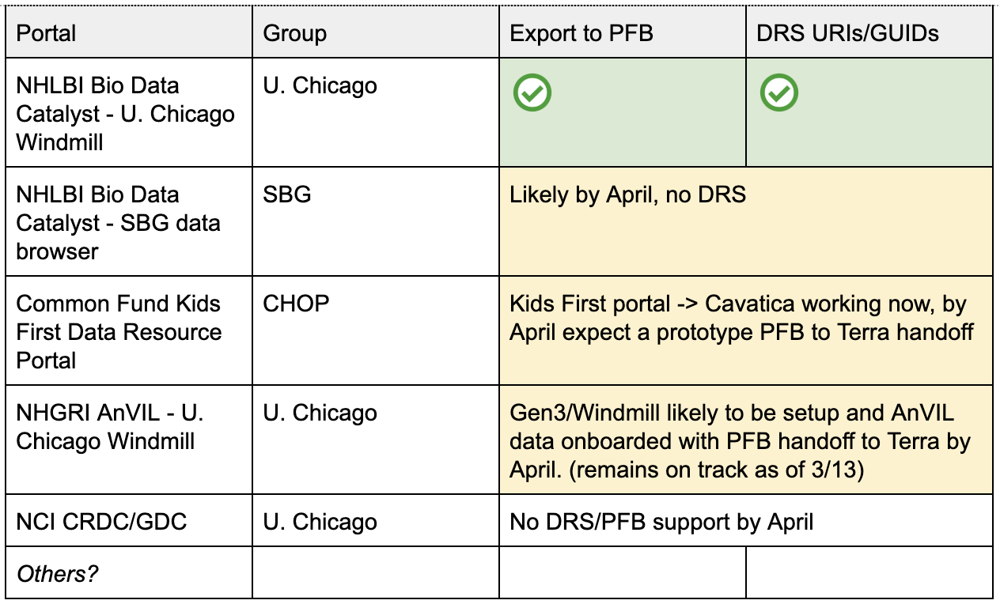 Portal
Group
Export to PFB
DRS URIs/GUIDs
NHLBI Bio Data
Catalyst - U. Chicago
Windmill
U. Chicago
NHLBI Bio Data
Catalyst - SBG data
browser
SBG
Likely by April, no DRS
Common Fund Kids
First Data Resource
Portal
CHOP
Kids First portal -> Cavatica working now, by
April expect a prototype PFB to Terra handoff
NHGRI AnVIL - U.
Chicago Windmill
U. Chicago
Gen3/Windmill likely to be setup and AnVIL
data onboarded with PFB handoff to Terra by
April. (remains on track as of 3/13)
NCI CRDC/GDC
U. Chicago
No DRS/PFB support by April
Others?